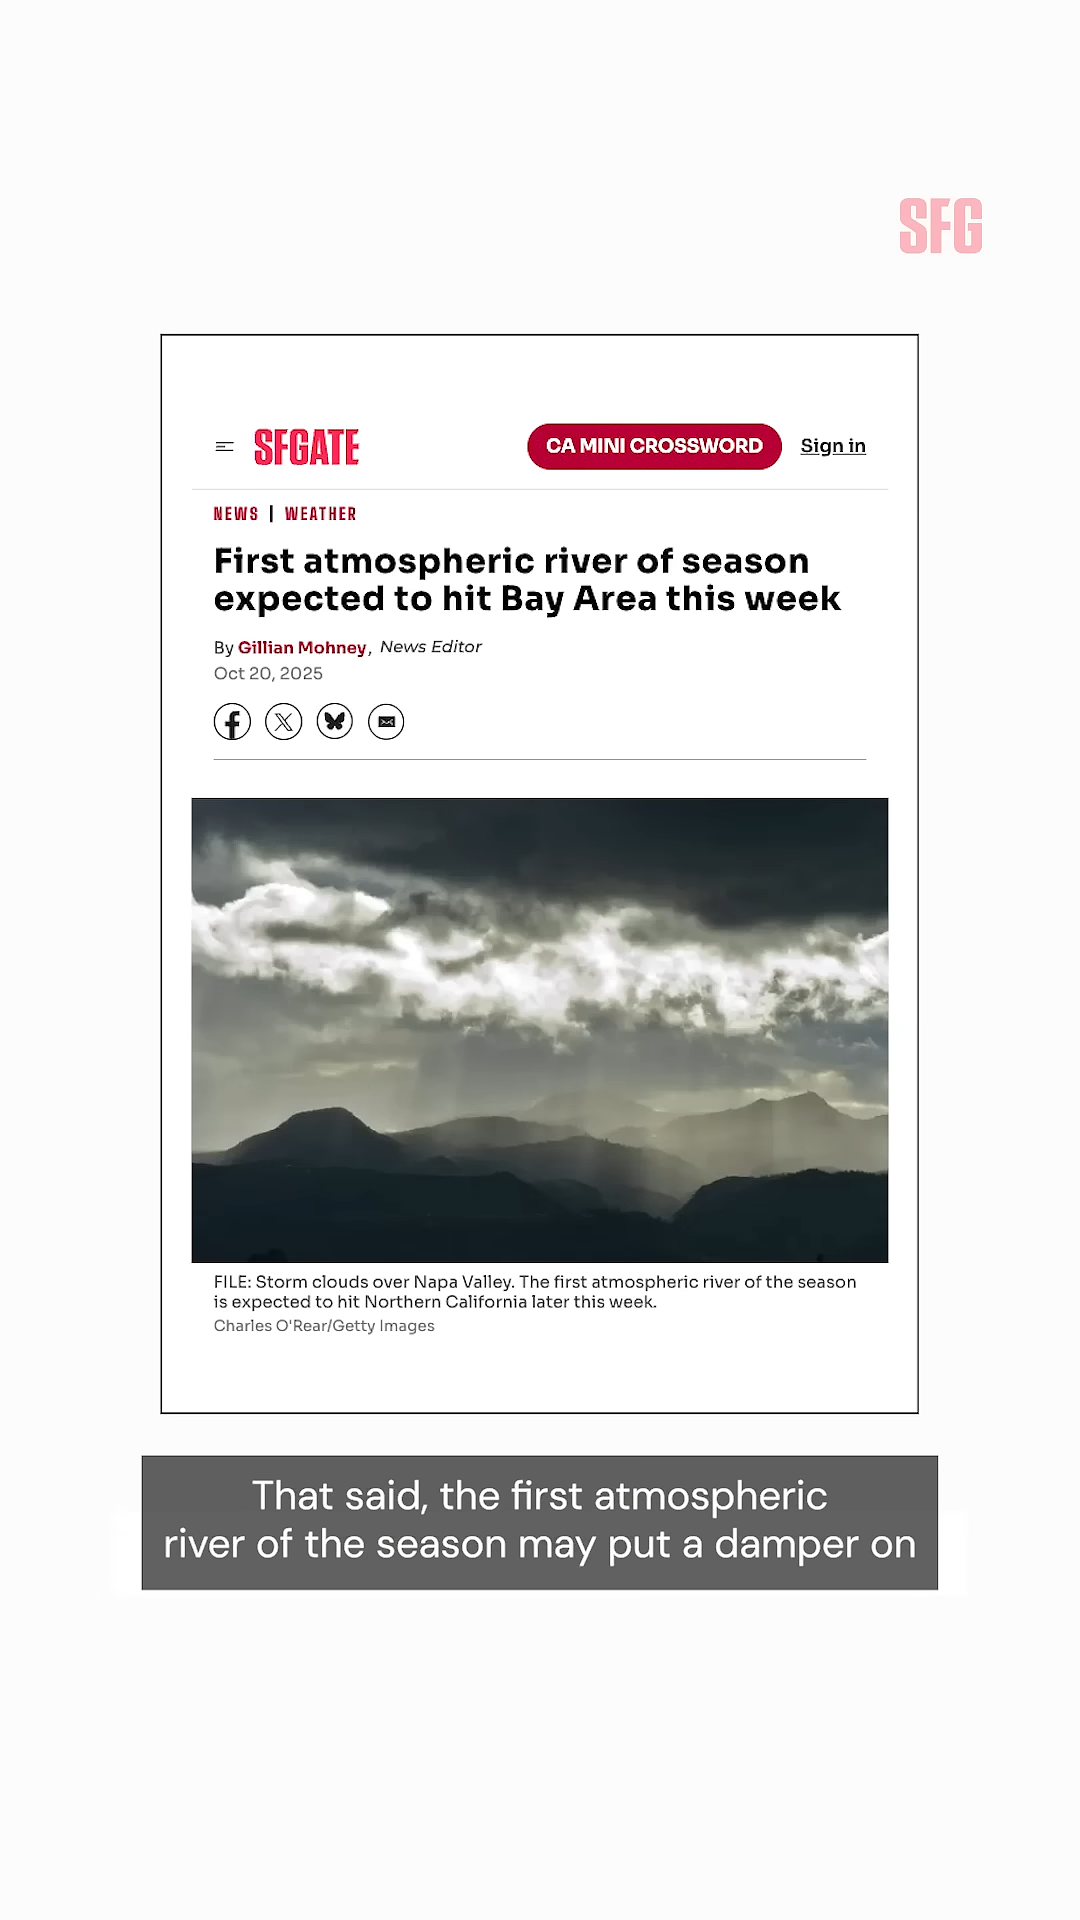 SFG
SFGATE
CA MINI CROSSWORD
Sign in
NEWS | WEATHER
First atmospheric river of season
expected to hit Bay Area this week
By Gillian Mohney, News Editor
Oct 20, 2025
FILE: Storm clouds over Napa Valley. The first atmospheric river of the season
is expected to hit Northern California later this week.
Charles O'Rear/Getty Images
That said, the first atmospheric
river of the season may put a damper on